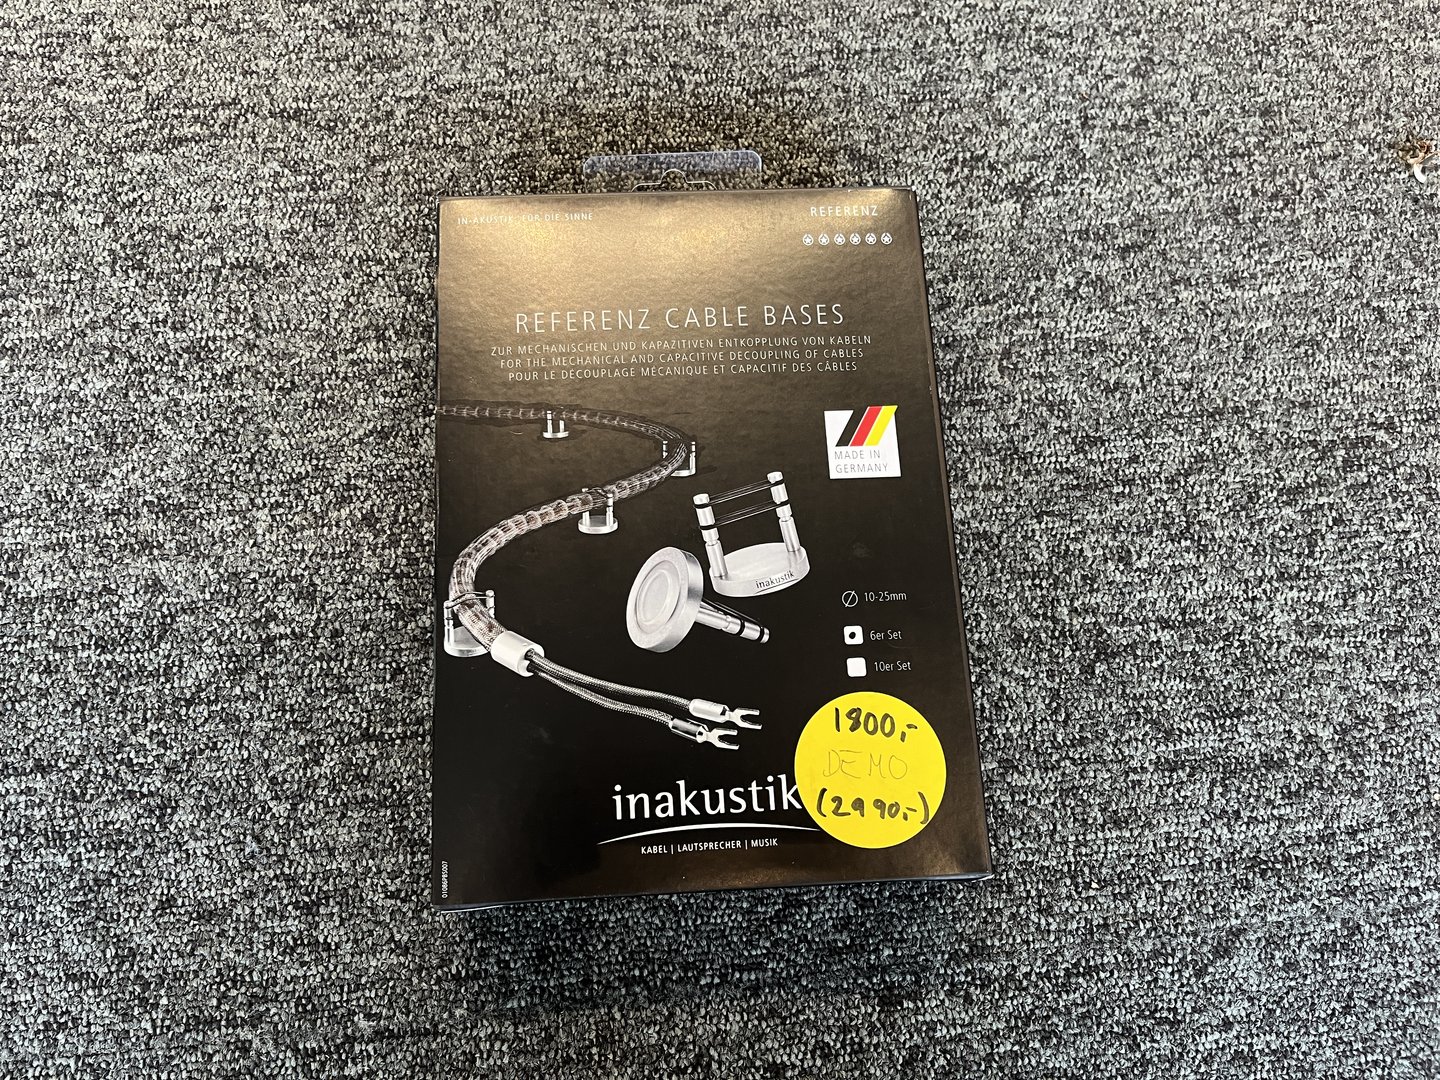 IN-AKUSTIK. FÜR DIE SINNE
REFERENZ
REFERENZ CABLE BASES
ZUR MECHANISCHEN UND KAPAZITIVEN ENTKOPPLUNG VON KABELN
FOR THE MECHANICAL AND CAPACITIVE DECOUPLING OF CABLES
POUR LE DÉCOUPLAGE MÉCANIQUE ET CAPACITIF DES CÂBLES
MADE IN
GERMANY
inakustik
10-25mm
6er Set
10er Set
1800,-
DEMO
(2990,-)
inakustik
KABEL | LAUTSPRECHER | MUSIK
01086PBS007